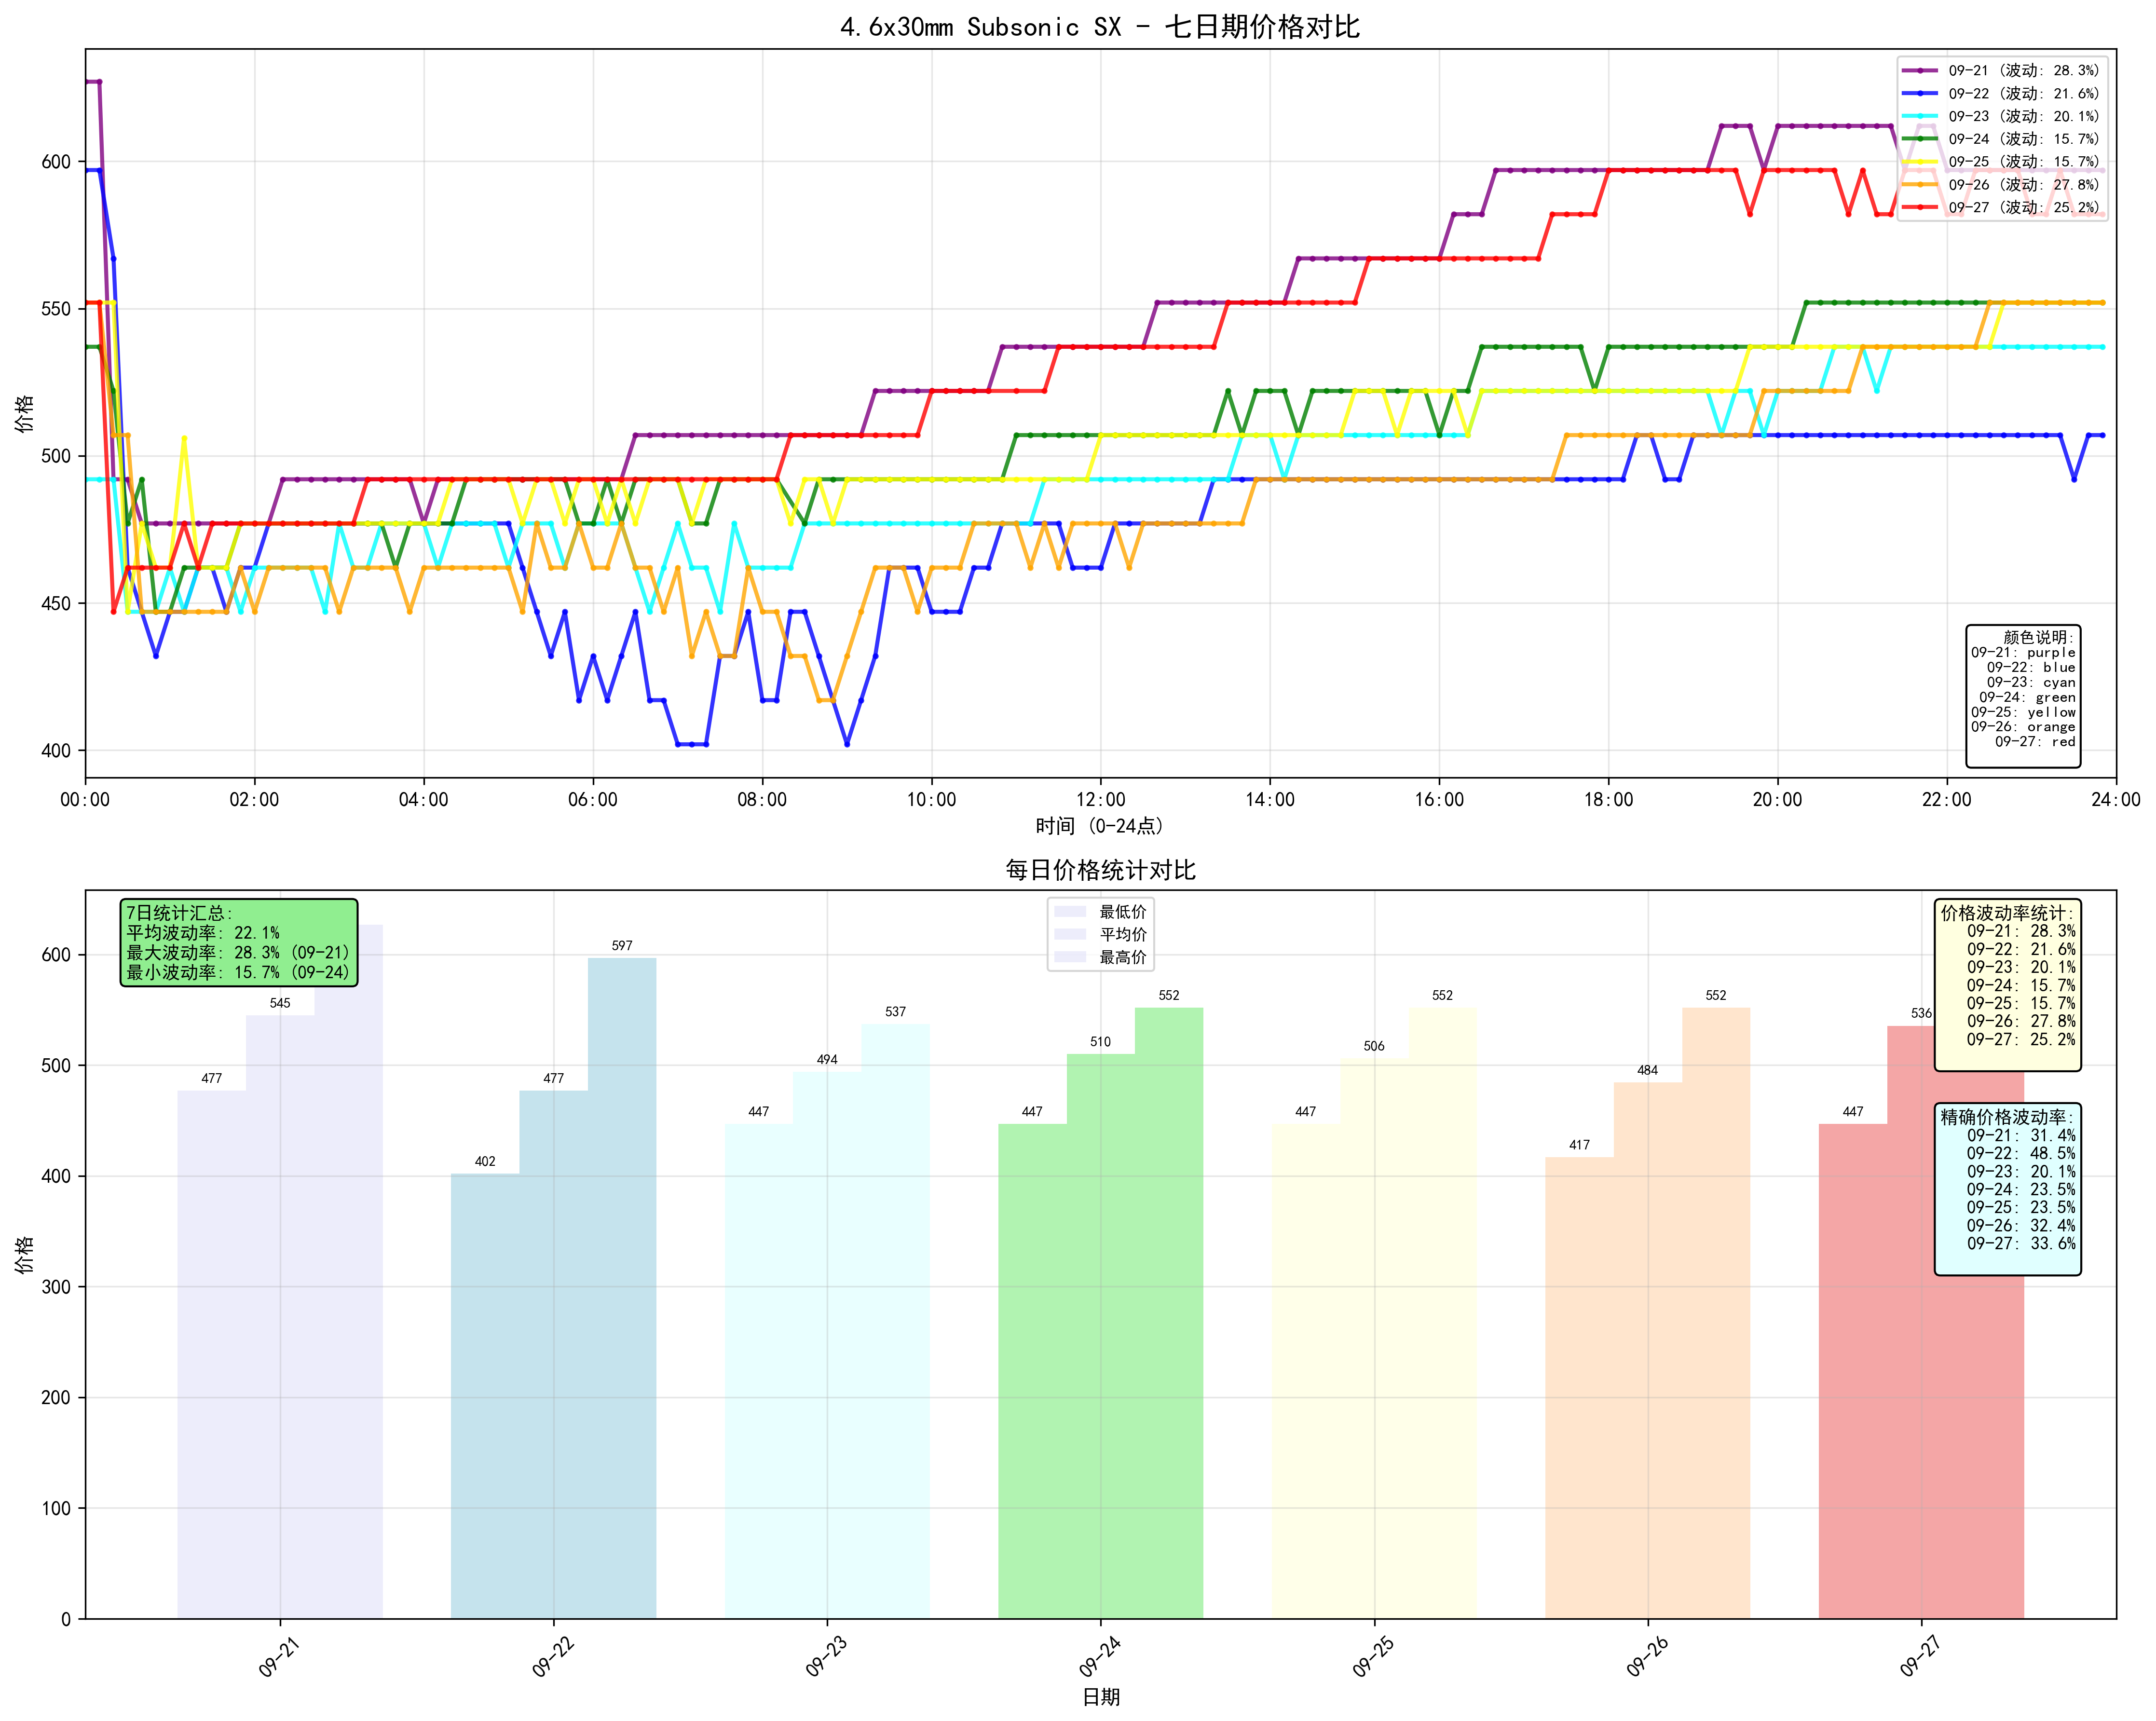 4.6x30mm Subsonic SX - 七日期价格对比
09-21 (波动: 28.3%)
09-22 (波动: 21.6%)
09-23 (波动: 20.1%)
09-24 (波动: 15.7%)
09-25 (波动: 15.7%)
09-26 (波动: 27.8%)
09-27 (波动: 25.2%)
600
550
500
450
400
价格
颜色说明:
09-21: purple
09-22: blue
09-23: cyan
09-24: green
09-25: yellow
09-26: orange
09-27: red
00:00 02:00 04:00 06:00 08:00 10:00 12:00 14:00 16:00 18:00 20:00 22:00 24:00
时间 (0-24点)
每日价格统计对比
7日统计汇总:
平均波动率: 22.1%
最大波动率: 28.3% (09-21)
最小波动率: 15.7% (09-24)
最低价
平均价
最高价
价格波动率统计:
09-21: 28.3%
09-22: 21.6%
09-23: 20.1%
09-24: 15.7%
09-25: 15.7%
09-26: 27.8%
09-27: 25.2%
精确价格波动率:
09-21: 31.4%
09-22: 48.5%
09-23: 20.1%
09-24: 23.5%
09-25: 23.5%
09-26: 32.4%
09-27: 33.6%
477 545
402 477 597
447 494 537
447 510 552
447 506 552
417 484 552
447 536
600
500
400
300
200
100
0
价格
09-21 09-22 09-23 09-24 09-25 09-26 09-27
日期